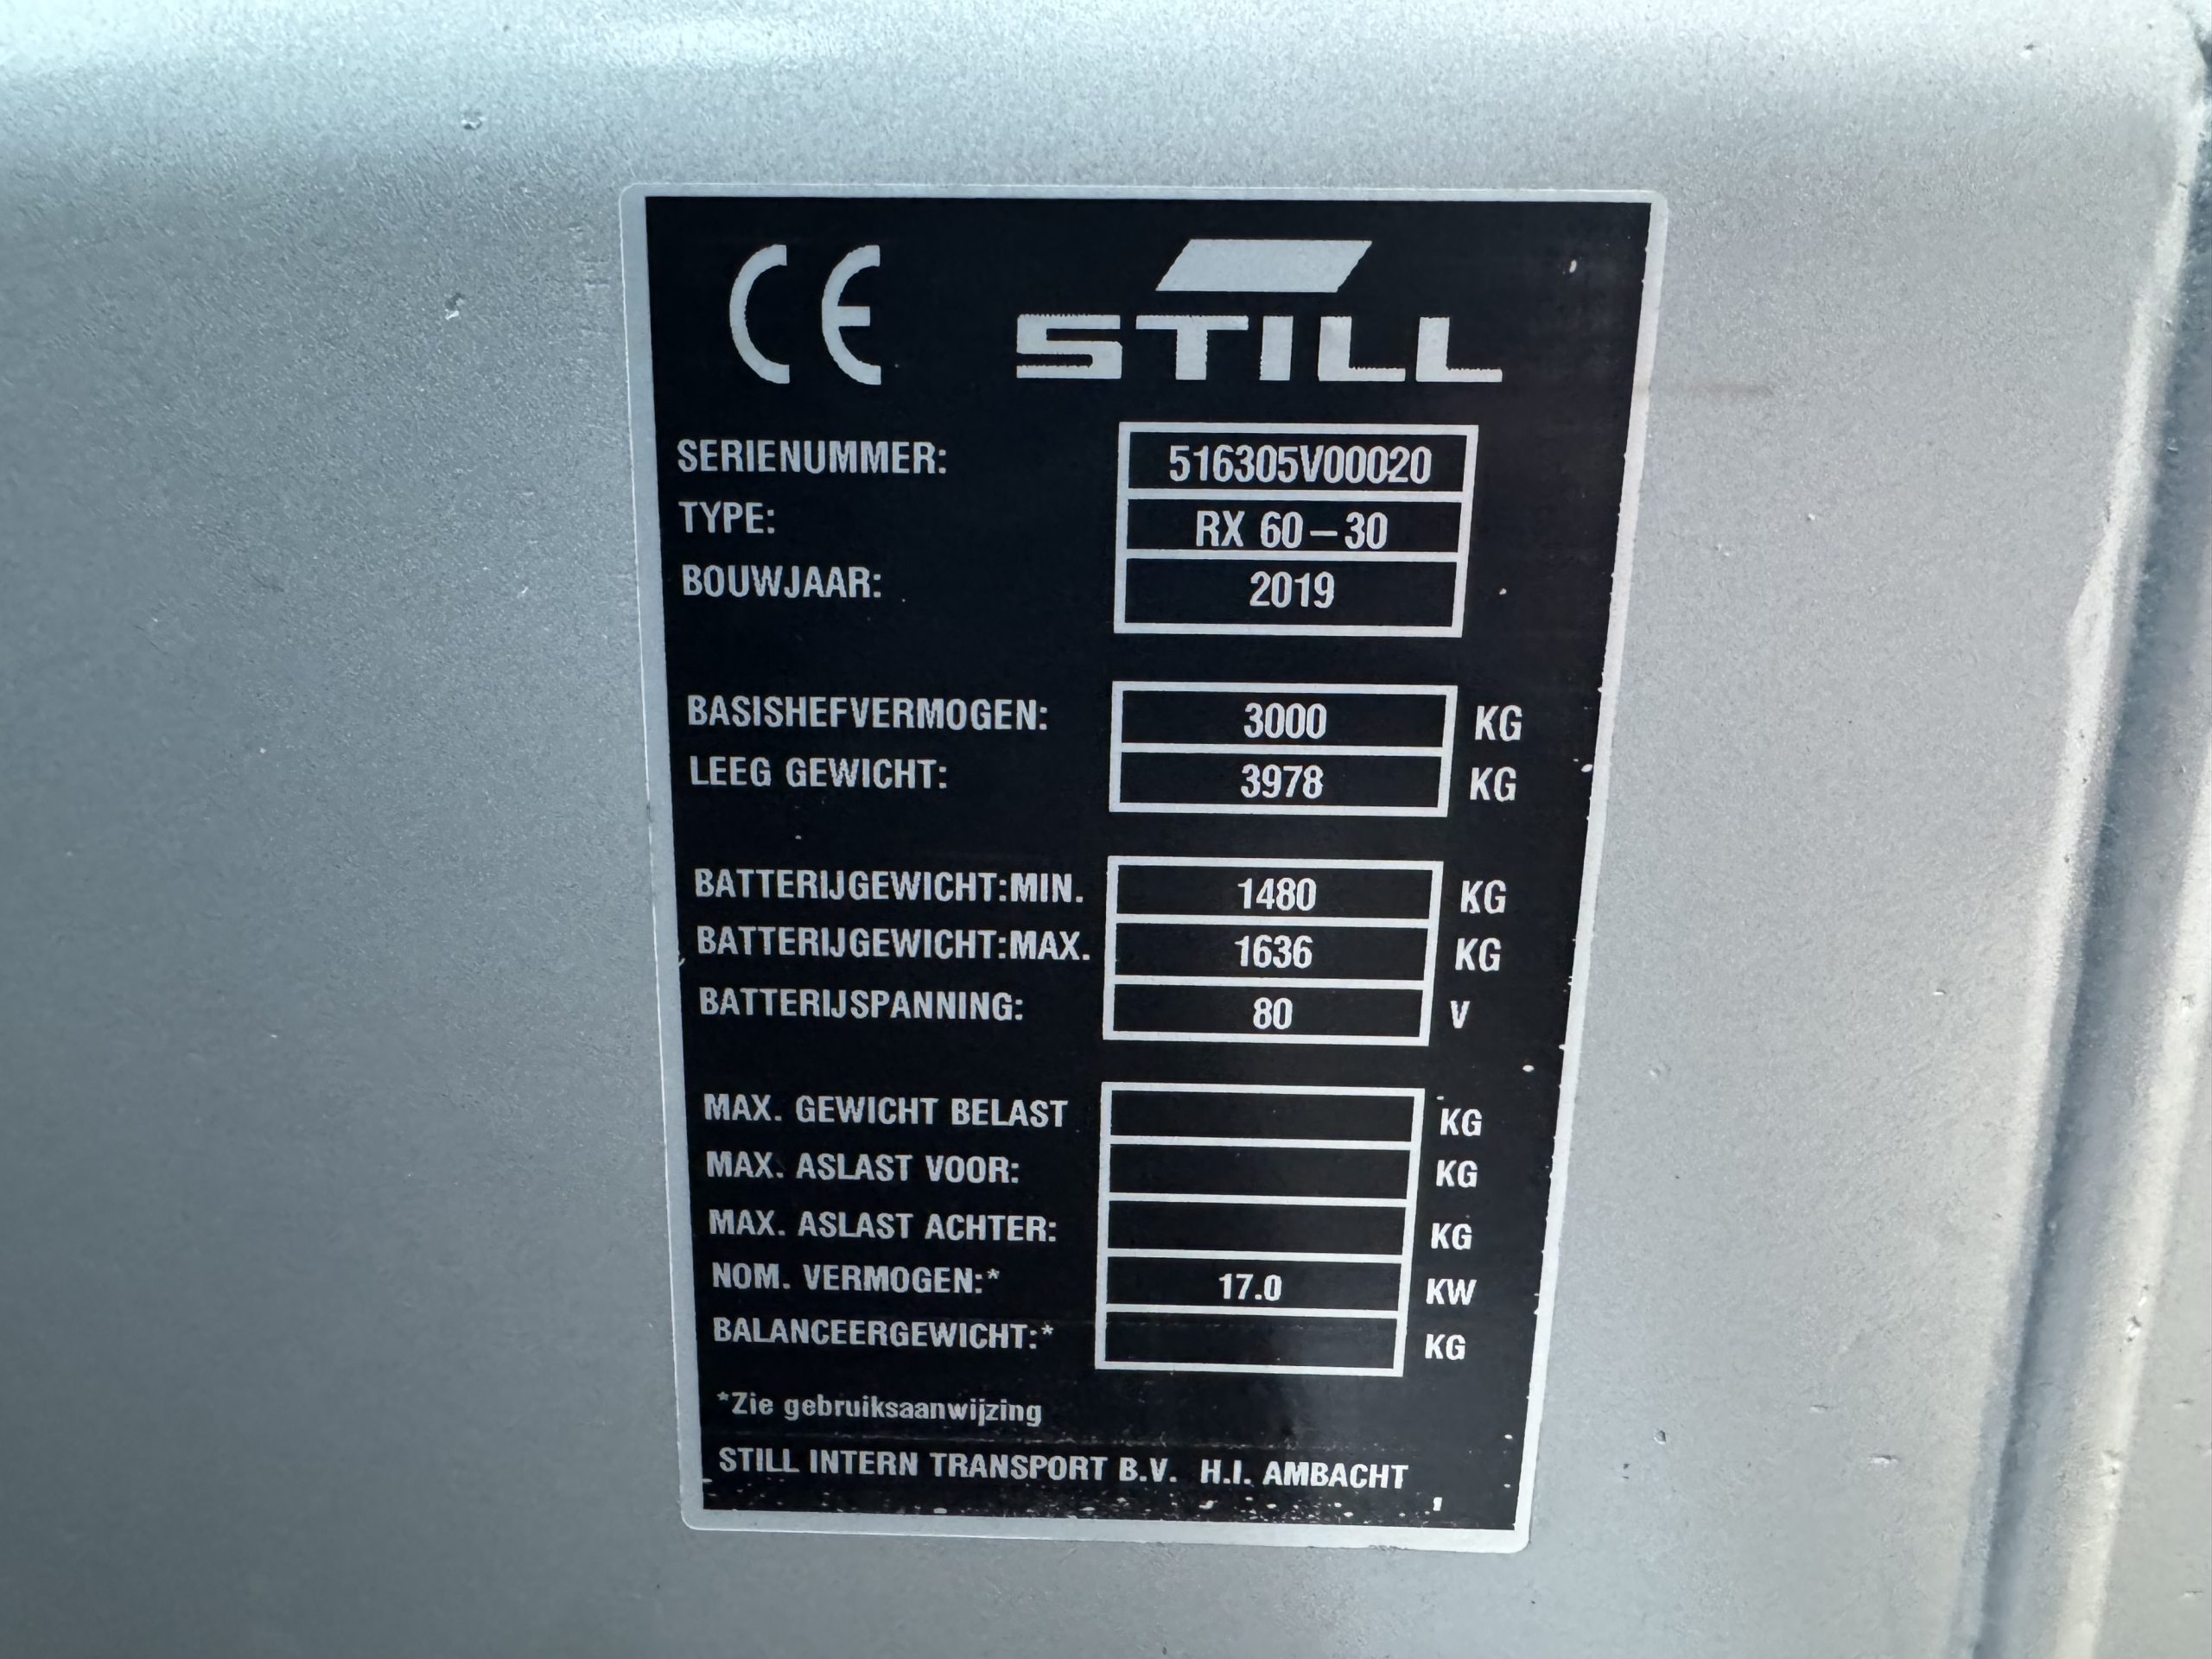 CE STILL
SERIENUMMER: 516305V00020
TYPE: RX 60-30
BOUWJAAR: 2019
BASISHEFVERMOGEN: 3000 KG
LEEG GEWICHT: 3978 KG
BATTERIJGEWICHT:MIN. 1480 KG
BATTERIJGEWICHT:MAX. 1636 KG
BATTERIJSPANNING: 80 V
MAX. GEWICHT BELAST KG
MAX. ASLAST VOOR: KG
MAX. ASLAST ACHTER: KG
NOM. VERMOGEN:* 17.0 KW
BALANCEERGEWICHT:* KG
*Zie gebruiksaanwijzing
STILL INTERN TRANSPORT B.V. H.I. AMBACHT